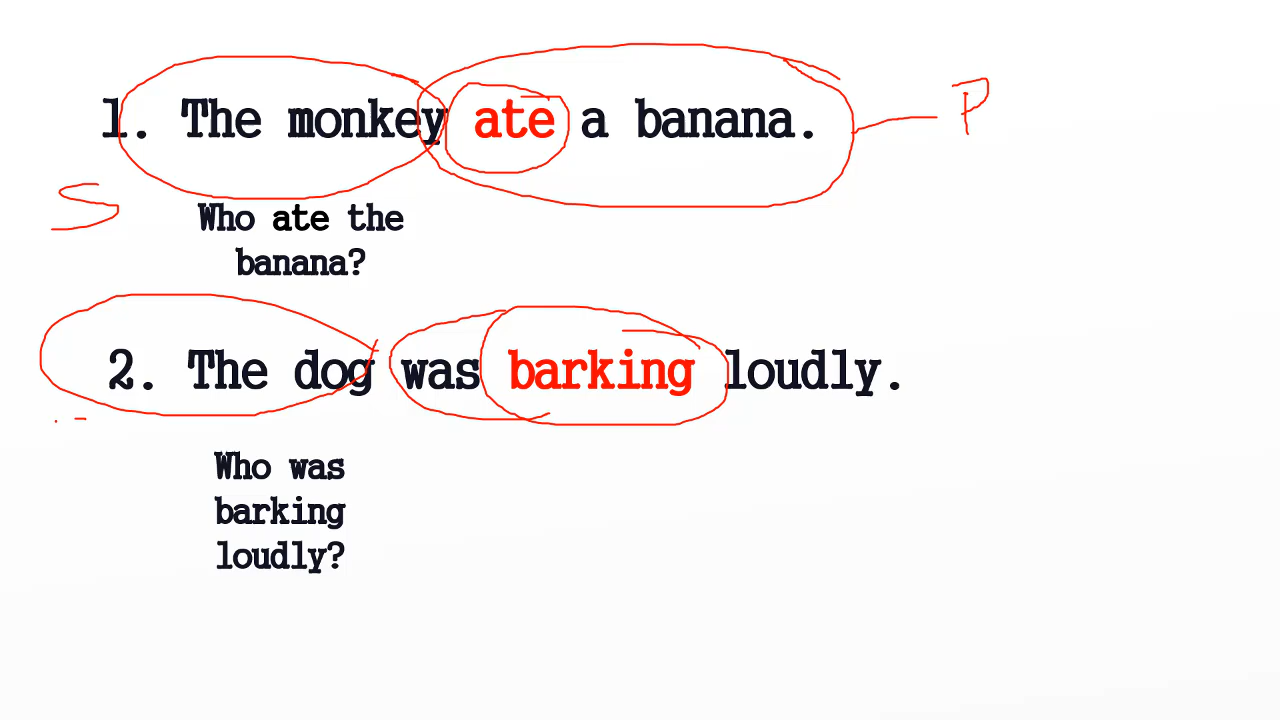 1. The monkey ate a banana.
P
S
Who ate the
banana?
2. The dog was barking loudly.
Who was
barking
loudly?